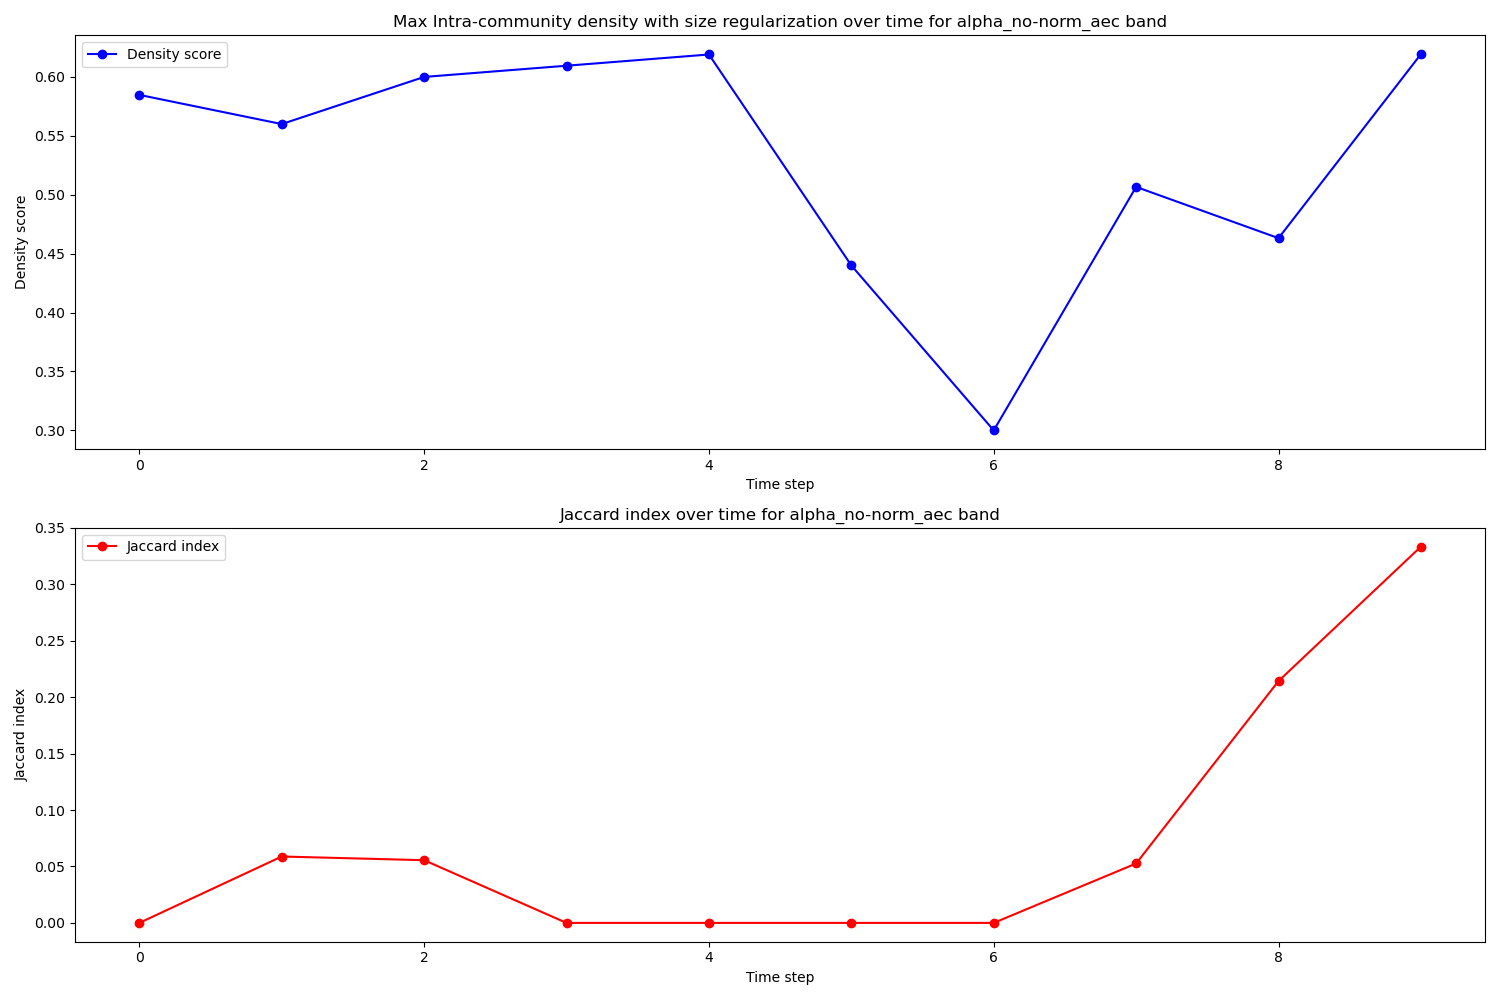 Max Intra-community density with size regularization over time for alpha_no-norm_aec band
Density score
0.60
0.55
0.50
0.45
0.40
0.35
0.30
Density score
0 2 4 6 8
Time step
Jaccard index over time for alpha_no-norm_aec band
Jaccard index
0.35
0.30
0.25
0.20
0.15
0.10
0.05
0.00
Jaccard index
0 2 4 6 8
Time step